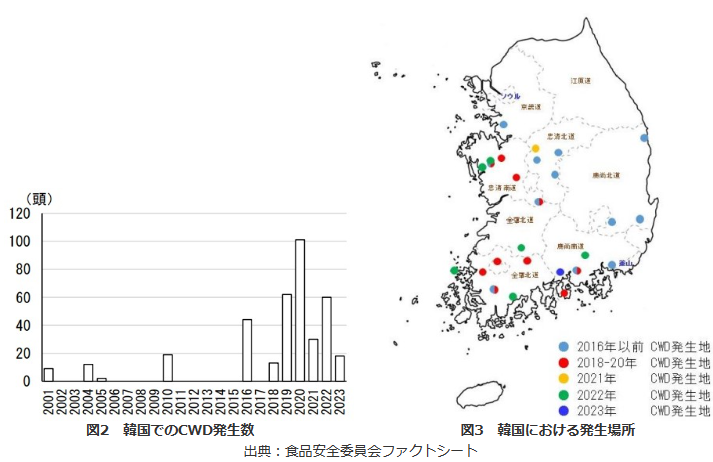 （頭）
120
100
80
60
40
20
0
2001
2002
2003
2004
2005
2006
2007
2008
2009
2010
2011
2012
2013
2014
2015
2016
2017
2018
2019
2020
2021
2022
2023
図2　韓国でのCWD発生数
江原道
ソウル
京畿道
忠清北道
忠清南道
慶尚北道
全羅北道
慶尚南道
釜山
全羅北道
2016年以前　CWD発生地
2018-20年　CWD発生地
2021年　CWD発生地
2022年　CWD発生地
2023年　CWD発生地
図3　韓国における発生場所
出典：食品安全委員会ファクトシート